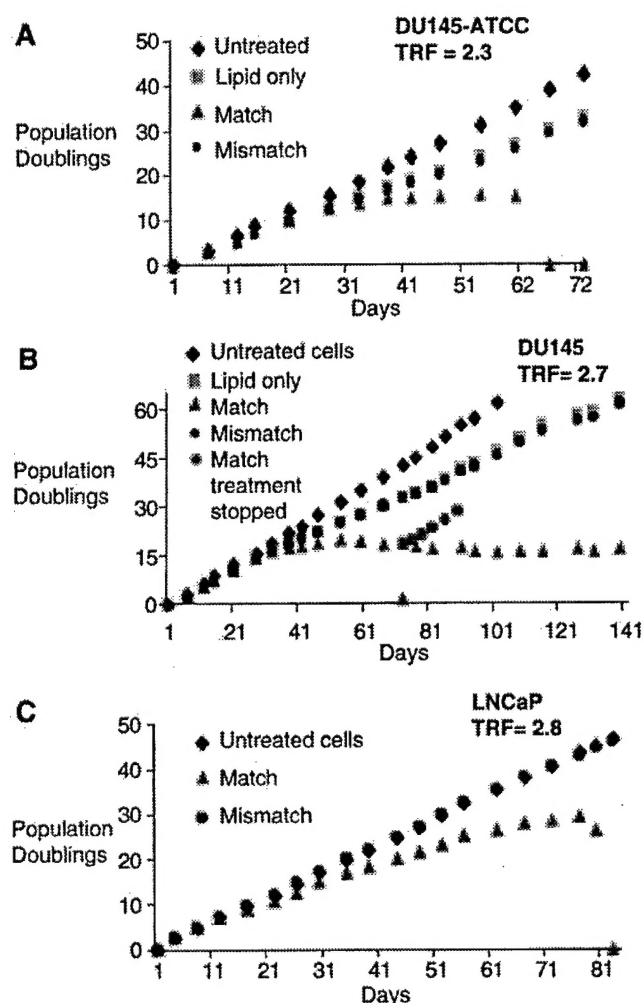 A
DU145-ATCC
TRF = 2.3
50
40
30
20
10
0
Population
Doublings
Untreated
Lipid only
Match
Mismatch
1 11 21 31 41 51 62 72
Days
B
DU145
TRF= 2.7
60
45
30
15
0
Population
Doublings
Untreated cells
Lipid only
Match
Mismatch
Match
treatment
stopped
1 21 41 61 81 101 121 141
Days
C
LNCaP
TRF= 2.8
50
40
30
20
10
0
Population
Doublings
Untreated cells
Match
Mismatch
1 11 21 31 41 51 61 71 81
Days